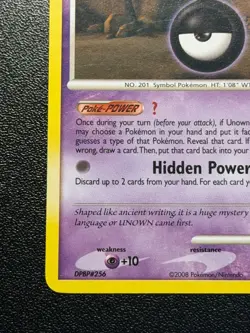 NO. 201 Symbol Pokémon. HT: 1'08" WT
Poké-POWER ?
Once during your turn (before your attack), if Unown
may choose a Pokémon in your hand and put it fac
guesses a type of that Pokémon. Reveal that card. If
wrong, draw a card. Then, put that card back into your
Hidden Power
Discard up to 2 cards from your hand. For each card y
Shaped like ancient writing, it is a huge mystery
language or UNOWN came first.
weakness resistance
+10
DPBP#256 ©2008 Pokémon/Nintendo